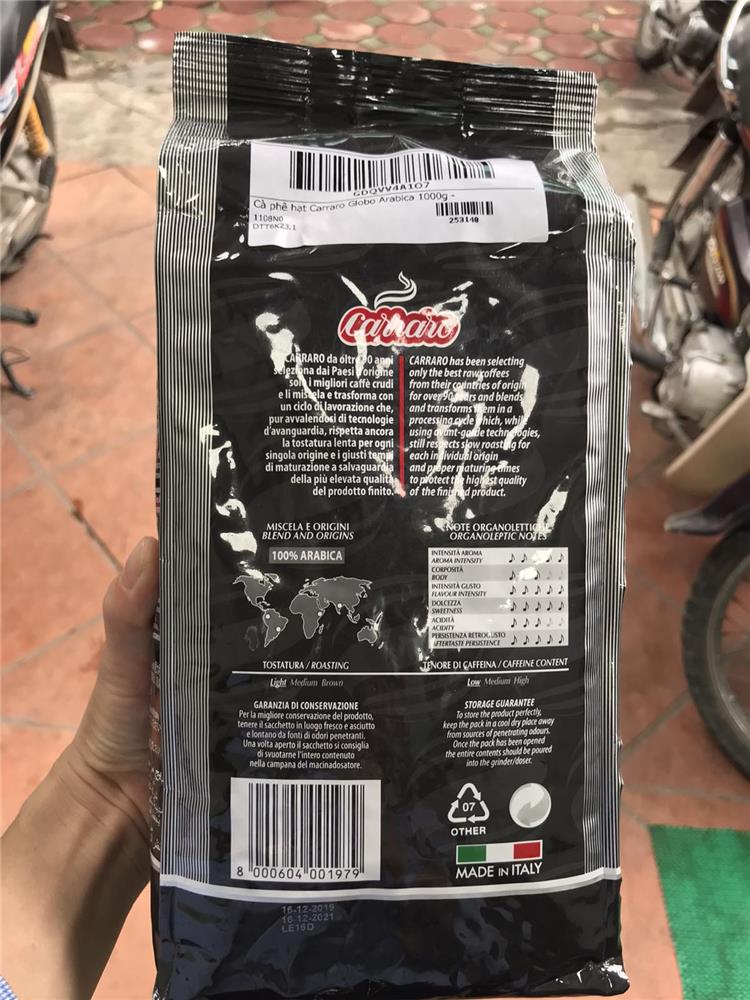 GDQVV4A107
Cà phê hạt Carraro Globo Arabica 1000g -
1108N0
DTT6K23.1
253148
Carraro
CARRARO da oltre 90 anni
seleziona dai Paesi d'origine
solo i migliori caffè crudi
e li miscela e trasforma con
un ciclo di lavorazione che,
pur avvalendosi di tecnologie
d'avanguardia, rispetta ancora
la tostatura lenta per ogni
singola origine e i giusti tempi
di maturazione a salvaguardia
della più elevata qualità
del prodotto finito.
CARRARO has been selecting
only the best raw coffees
from their countries of origin
for over 90 years and blends
and transforms them in a
processing cycle which, while
using avant-garde technologies,
still respects slow roasting for
each individual origin
and proper maturing times
to protect the highest quality
of the finished product.
MISCELA E ORIGINI
BLEND AND ORIGINS
100% ARABICA
NOTE ORGANOLETTICHE
ORGANOLEPTIC NOTES
INTENSITÀ AROMA
AROMA INTENSITY
CORPOSITÀ
BODY
INTENSITÀ GUSTO
FLAVOUR INTENSITY
DOLCEZZA
SWEETNESS
ACIDITÀ
ACIDITY
PERSISTENZA RETROGUSTO
AFTERTASTE PERSISTENCE
TOSTATURA / ROASTING
Light Medium Brown
TENORE DI CAFFEINA / CAFFEINE CONTENT
Low Medium High
GARANZIA DI CONSERVAZIONE
Per la migliore conservazione del prodotto,
tenere il sacchetto in luogo fresco e asciutto
e lontano da fonti di odori penetranti.
Una volta aperto il sacchetto si consiglia
di svuotarne l'intero contenuto
nella campana del macinadosatore.
STORAGE GUARANTEE
To store the product perfectly,
keep the pack in a cool dry place away
from sources of penetrating odours.
Once the pack has been opened
the entire contents should be poured
into the grinder/doser.
8 000604 001979
07
OTHER
MADE IN ITALY
16-12-2019
16-12-2021
LE16D